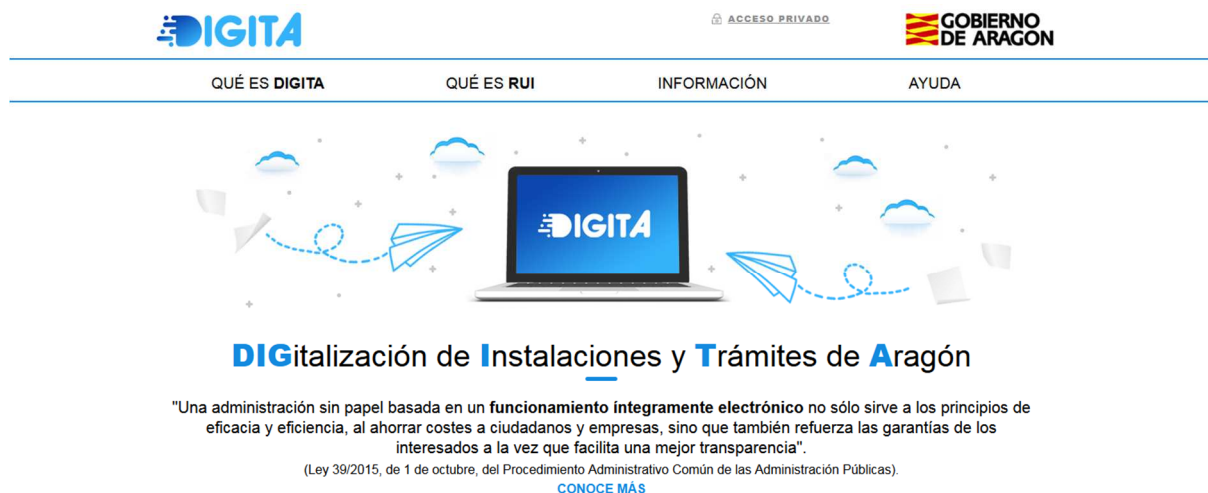 DIGITA
ACCESO PRIVADO
GOBIERNO
DE ARAGON
QUÉ ES DIGITA
QUÉ ES RUI
INFORMACIÓN
AYUDA
DIGITA
DIGitalización de Instalaciones y Trámites de Aragón
"Una administración sin papel basada en un funcionamiento íntegramente electrónico no sólo sirve a los principios de
eficacia y eficiencia, al ahorrar costes a ciudadanos y empresas, sino que también refuerza las garantías de los
interesados a la vez que facilita una mejor transparencia".
(Ley 39/2015, de 1 de octubre, del Procedimiento Administrativo Común de las Administración Públicas).
CONOCE MÁS